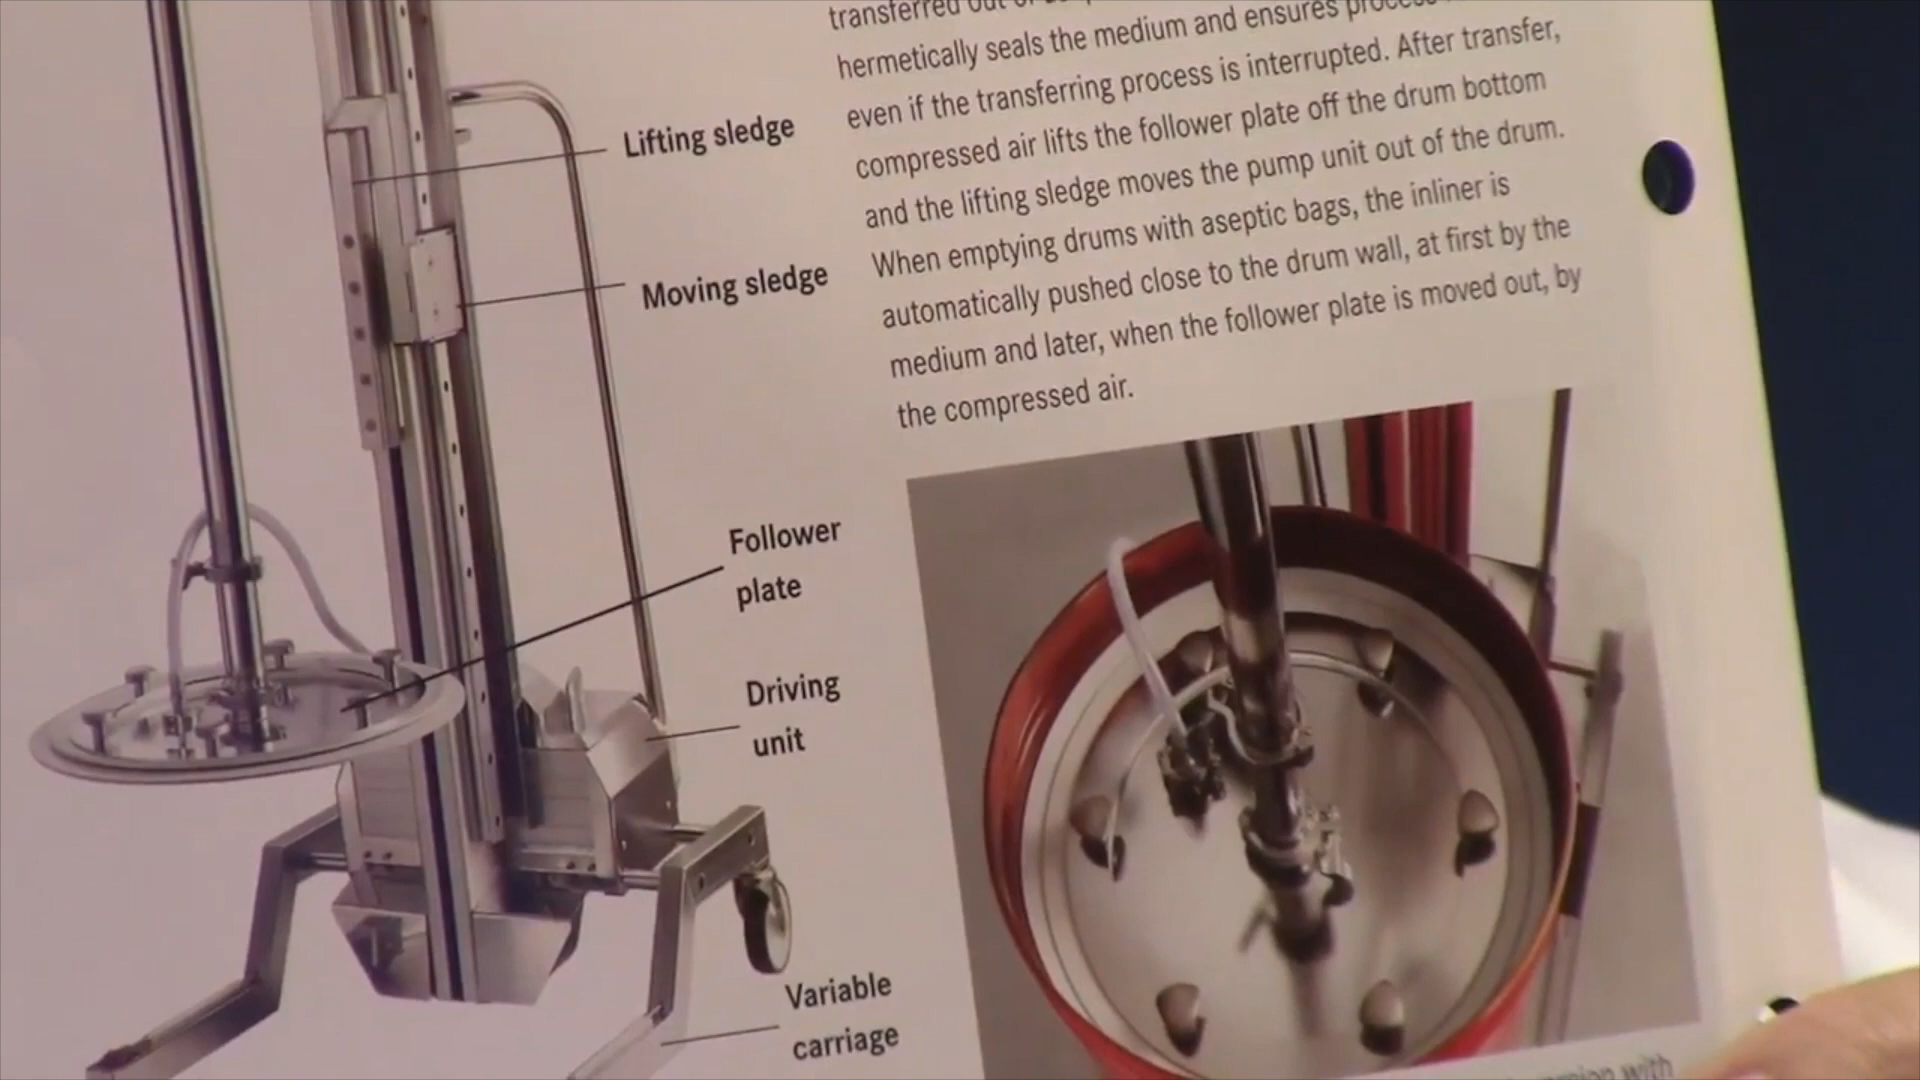 transferred out
hermetically seals the medium and ensures
even if the transferring process is interrupted. After transfer,
compressed air lifts the follower plate off the drum bottom
and the lifting sledge moves the pump unit out of the drum.
When emptying drums with aseptic bags, the inliner is
automatically pushed close to the drum wall, at first by the
medium and later, when the follower plate is moved out, by
the compressed air.
Lifting sledge
Moving sledge
Follower
plate
Driving
unit
Variable
carriage
with